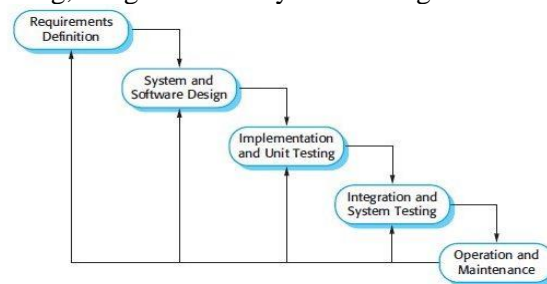 Requirements
Definition
System and
Software Design
Implementation
and Unit Testing
Integration and
System Testing
Operation and
Maintenance